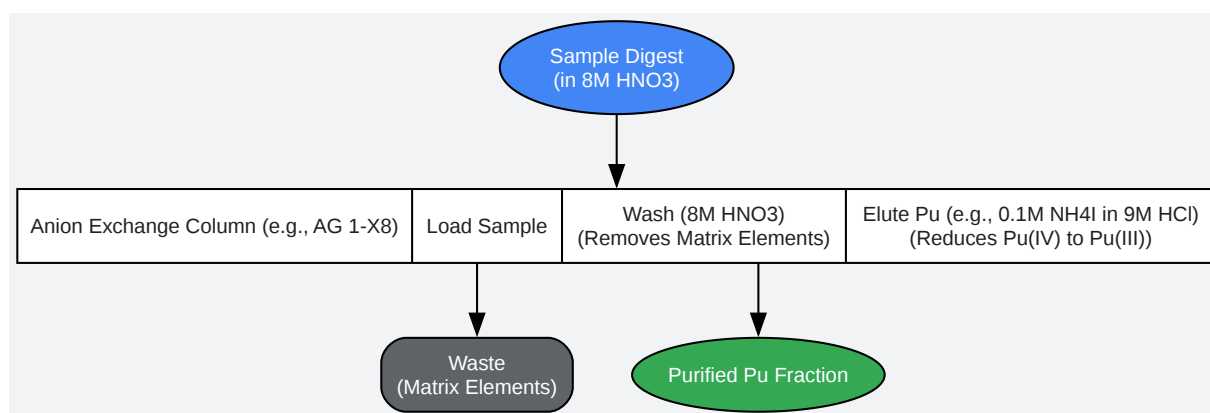 Sample Digest
(in 8M HNO3)
Anion Exchange Column (e.g., AG 1-X8)
Load Sample
Wash (8M HNO3)
(Removes Matrix Elements)
Elute Pu (e.g., 0.1M NH4I in 9M HCl)
(Reduces Pu(IV) to Pu(III))
Waste
(Matrix Elements)
Purified Pu Fraction